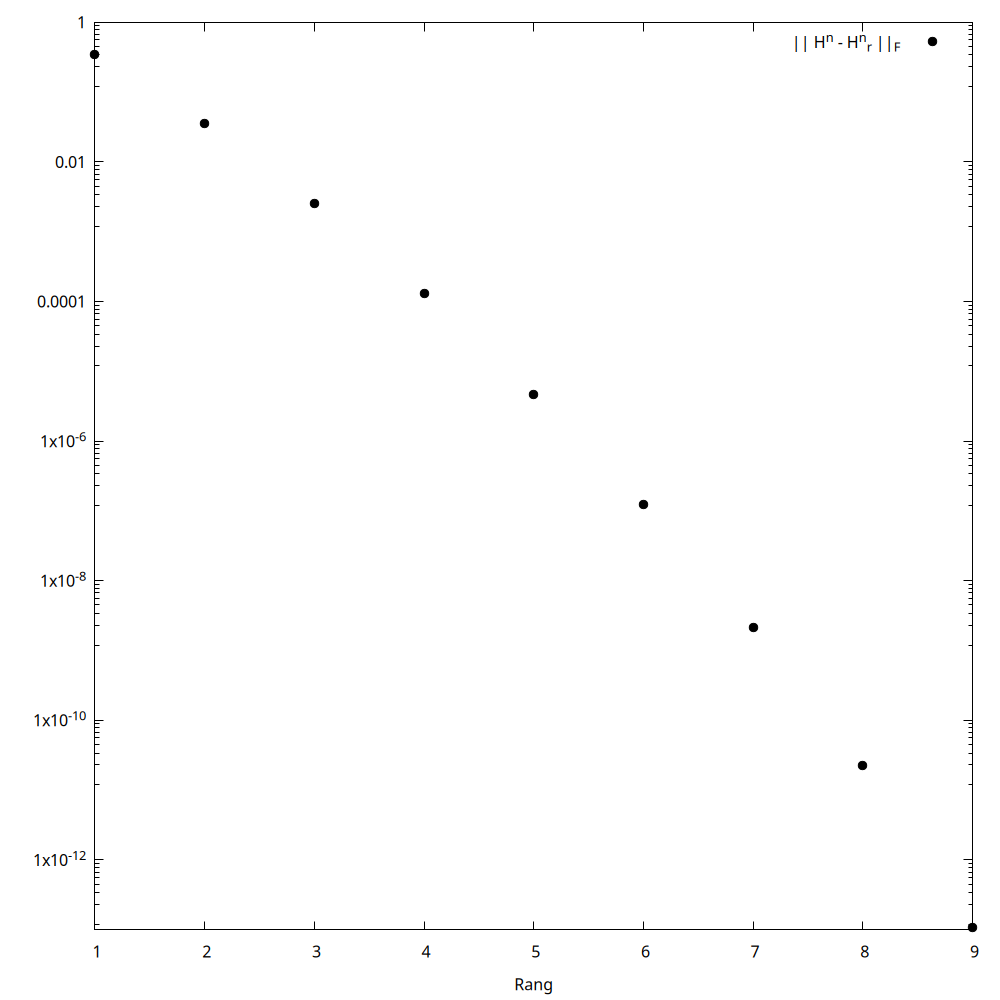 1
|| Hⁿ - Hⁿᵣ ||F
0.01
0.0001
1x10⁻⁶
1x10⁻⁸
1x10⁻¹⁰
1x10⁻¹²
1 2 3 4 5 6 7 8 9
Rang